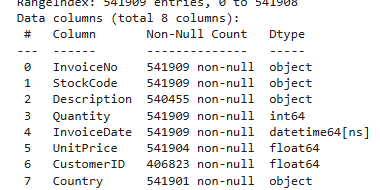 RangeIndex: 541909 entries, 0 to 541908
Data columns (total 8 columns):
 #   Column       Non-Null Count   Dtype
---  ------       --------------   -----
 0   InvoiceNo    541909 non-null  object
 1   StockCode    541909 non-null  object
 2   Description  540455 non-null  object
 3   Quantity     541909 non-null  int64
 4   InvoiceDate  541909 non-null  datetime64[ns]
 5   UnitPrice    541904 non-null  float64
 6   CustomerID   406823 non-null  float64
 7   Country      541901 non-null  object